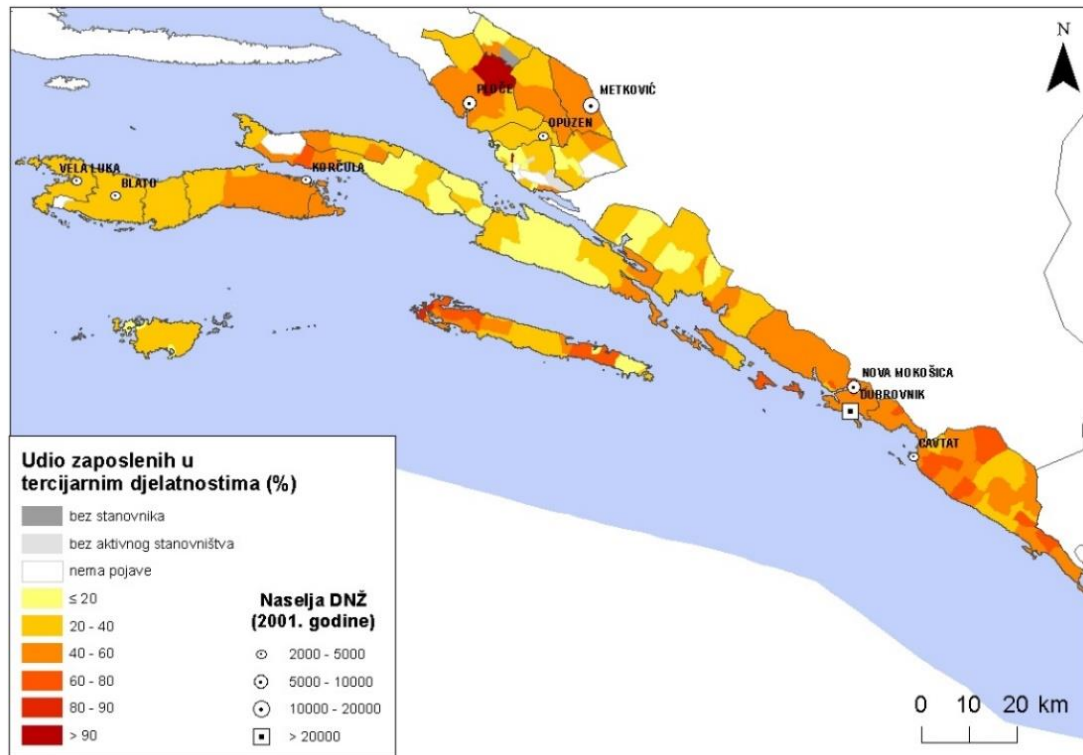 N
PLOČE
METKOVIĆ
OPUZEN
VELA LUKA
BLATO
KORČULA
NOVA MOKOŠICA
DUBROVNIK
CAVTAT
Udio zaposlenih u
tercijarnim djelatnostima (%)
bez stanovnika
bez aktivnog stanovništva
nema pojave
≤ 20
20 - 40
40 - 60
60 - 80
80 - 90
> 90
Naselja DNŽ
(2001. godine)
2000 - 5000
5000 - 10000
10000 - 20000
> 20000
0 10 20 km